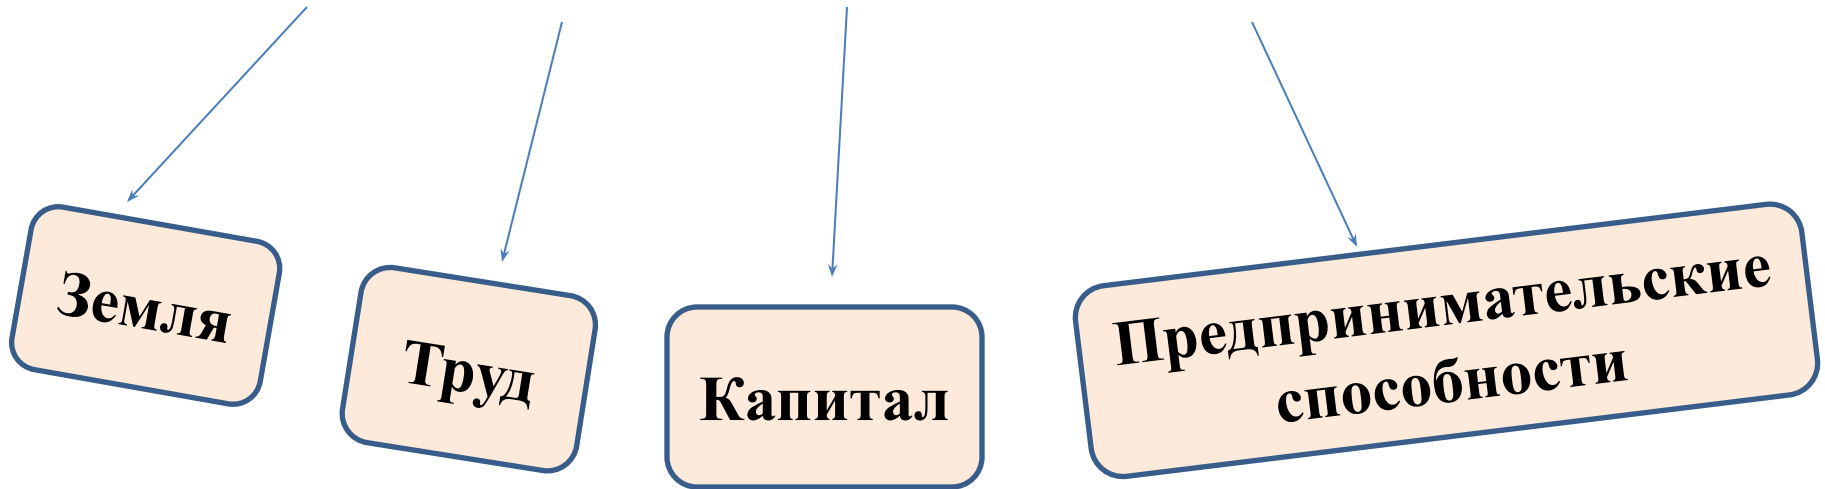 Земля
Труд
Капитал
Предпринимательские
способности